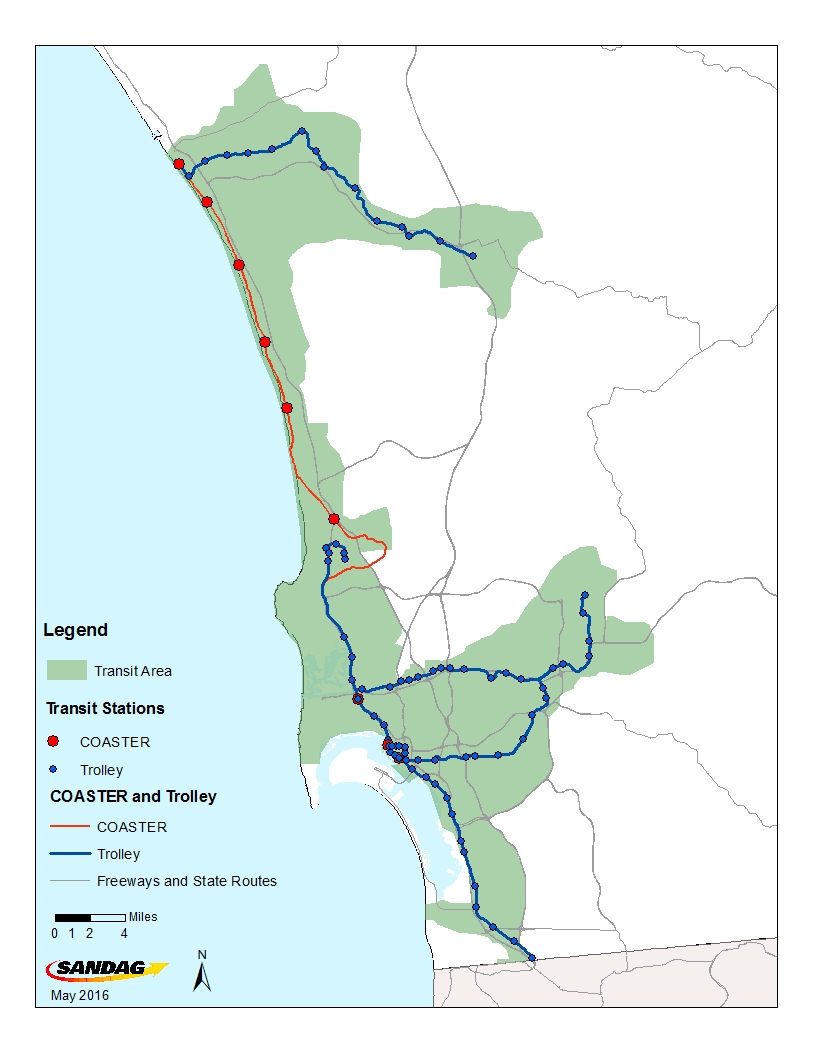 Legend
Transit Area
Transit Stations
COASTER
Trolley
COASTER and Trolley
COASTER
Trolley
Freeways and State Routes
Miles
0 1 2 4
SANDAG
N
May 2016